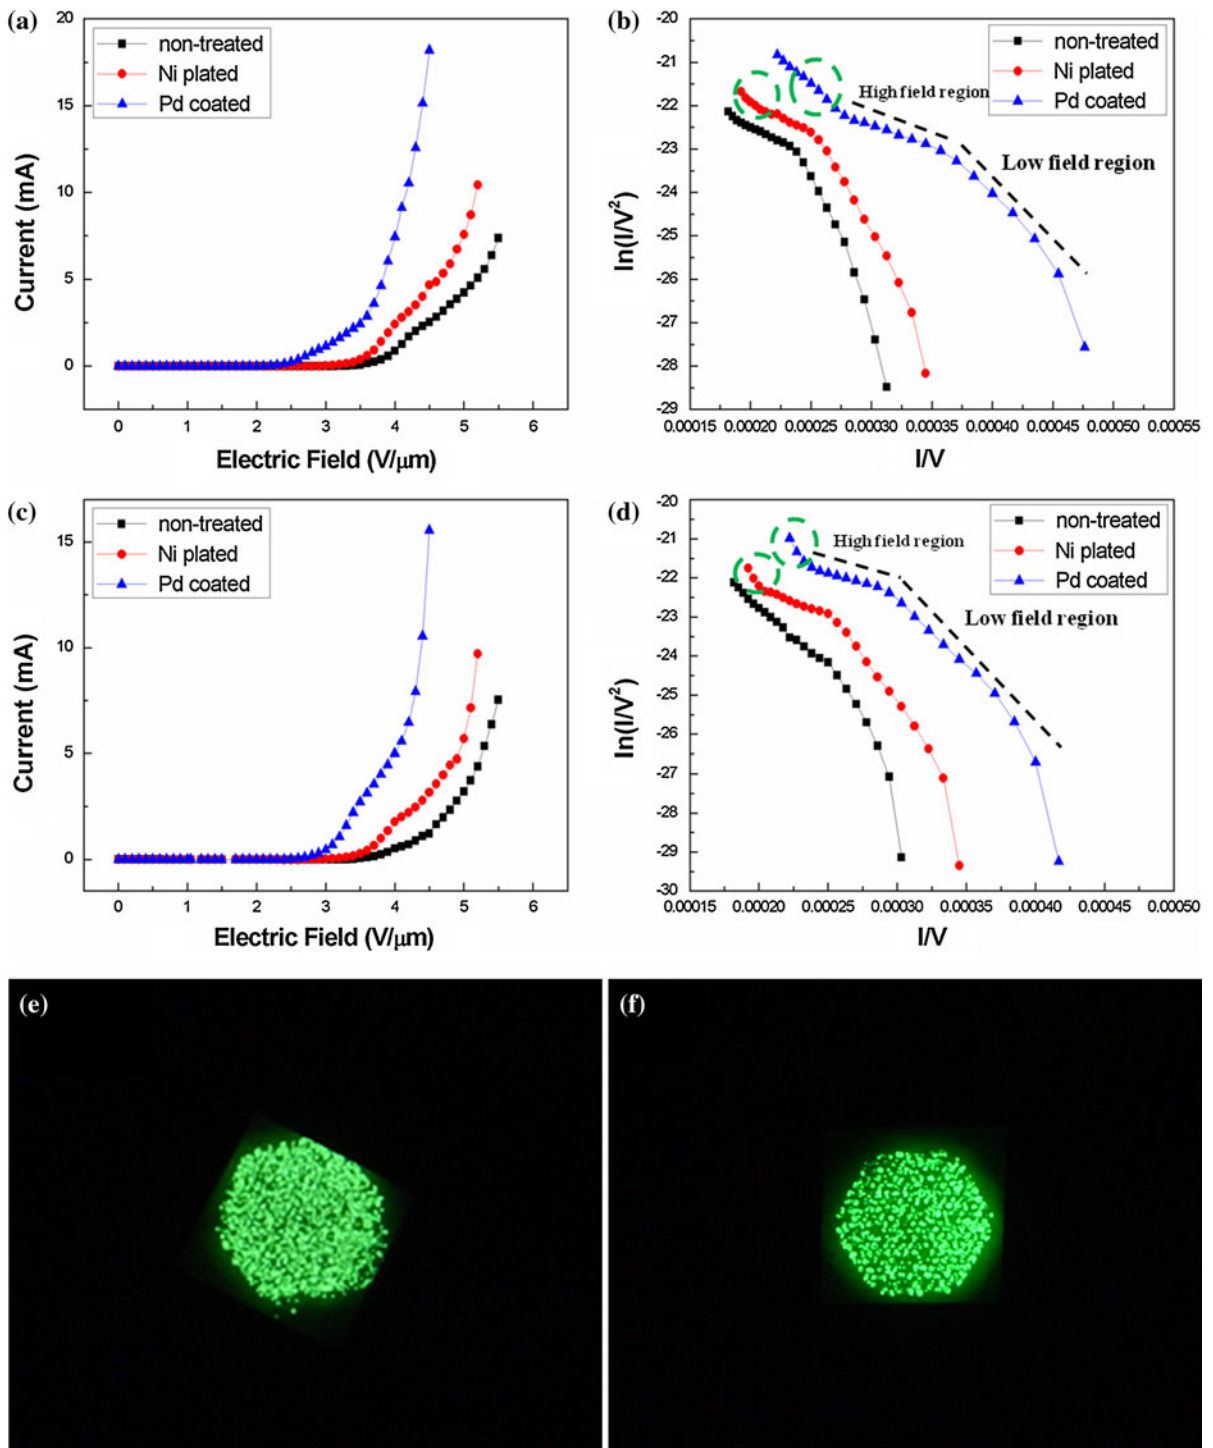 (a)
20
15
10
5
0
Current (mA)
non-treated
Ni plated
Pd coated
0 1 2 3 4 5 6
Electric Field (V/μm)
(b)
-20
-21
-22
-23
-24
-25
-26
-27
-28
-29
ln(I/V²)
non-treated
Ni plated
Pd coated
High field region
Low field region
0.00015 0.00020 0.00025 0.00030 0.00035 0.00040 0.00045 0.00050 0.00055
I/V
(c)
15
10
5
0
Current (mA)
non-treated
Ni plated
Pd coated
0 1 2 3 4 5 6
Electric Field (V/μm)
(d)
-20
-21
-22
-23
-24
-25
-26
-27
-28
-29
-30
ln(I/V²)
non-treated
Ni plated
Pd coated
High field region
Low field region
0.00015 0.00020 0.00025 0.00030 0.00035 0.00040 0.00045 0.00050
I/V
(e)
(f)